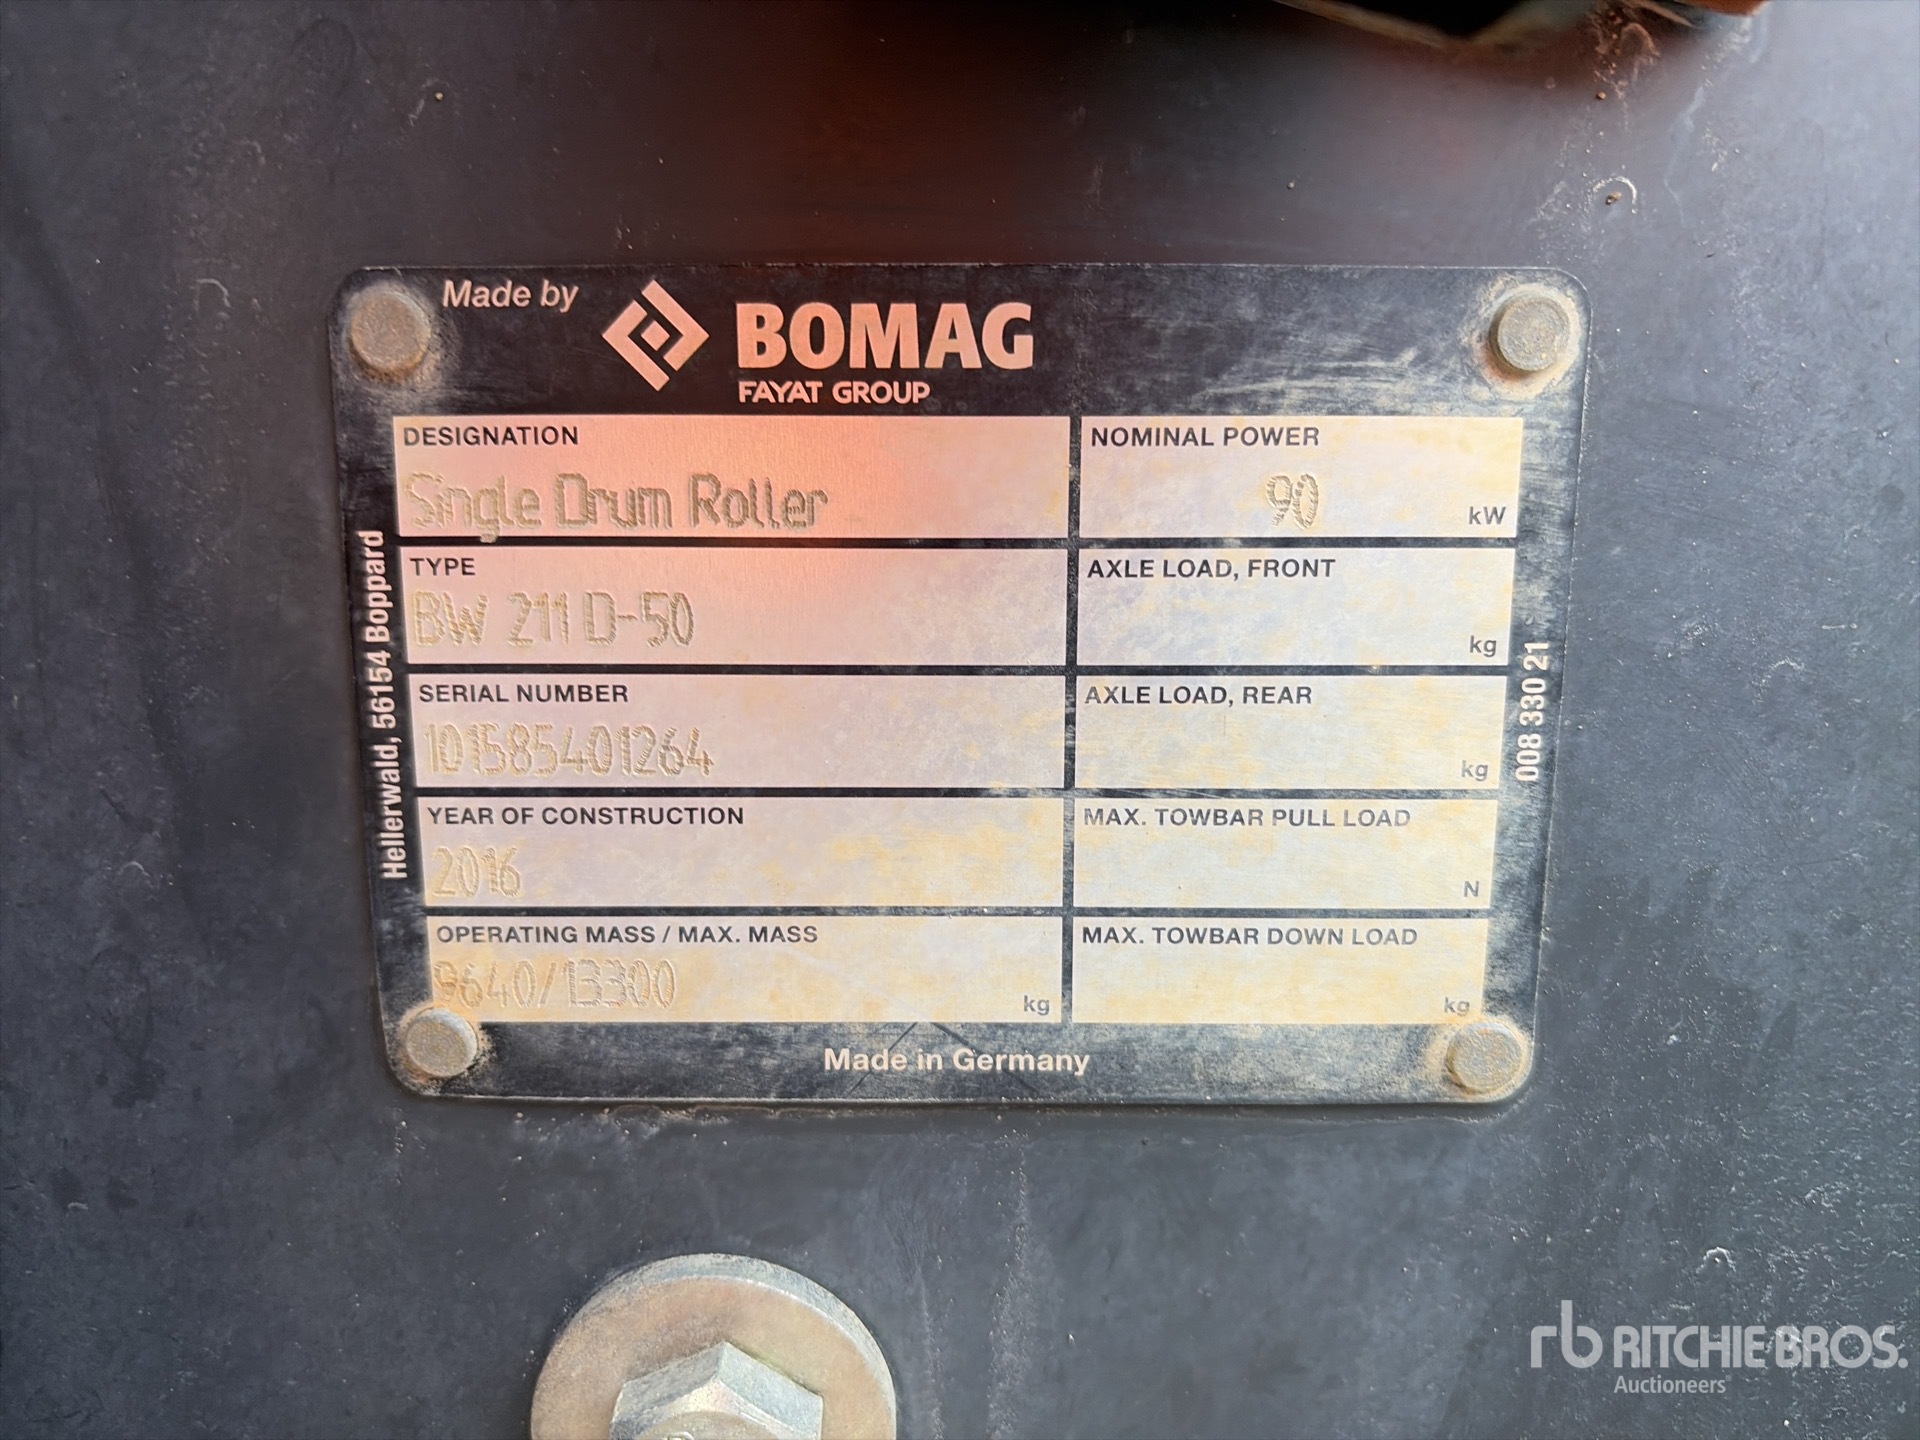 Made by
BOMAG
FAYAT GROUP
DESIGNATION
Single Drum Roller
NOMINAL POWER
90 kW
TYPE
BW 211 D-50
AXLE LOAD, FRONT
kg
SERIAL NUMBER
101585401264
AXLE LOAD, REAR
kg
YEAR OF CONSTRUCTION
2016
MAX. TOWBAR PULL LOAD
N
OPERATING MASS / MAX. MASS
9640/13300 kg
MAX. TOWBAR DOWN LOAD
kg
Made in Germany
Hellerwald, 56154 Boppard
008 330 21
rb RITCHIE BROS.
Auctioneers